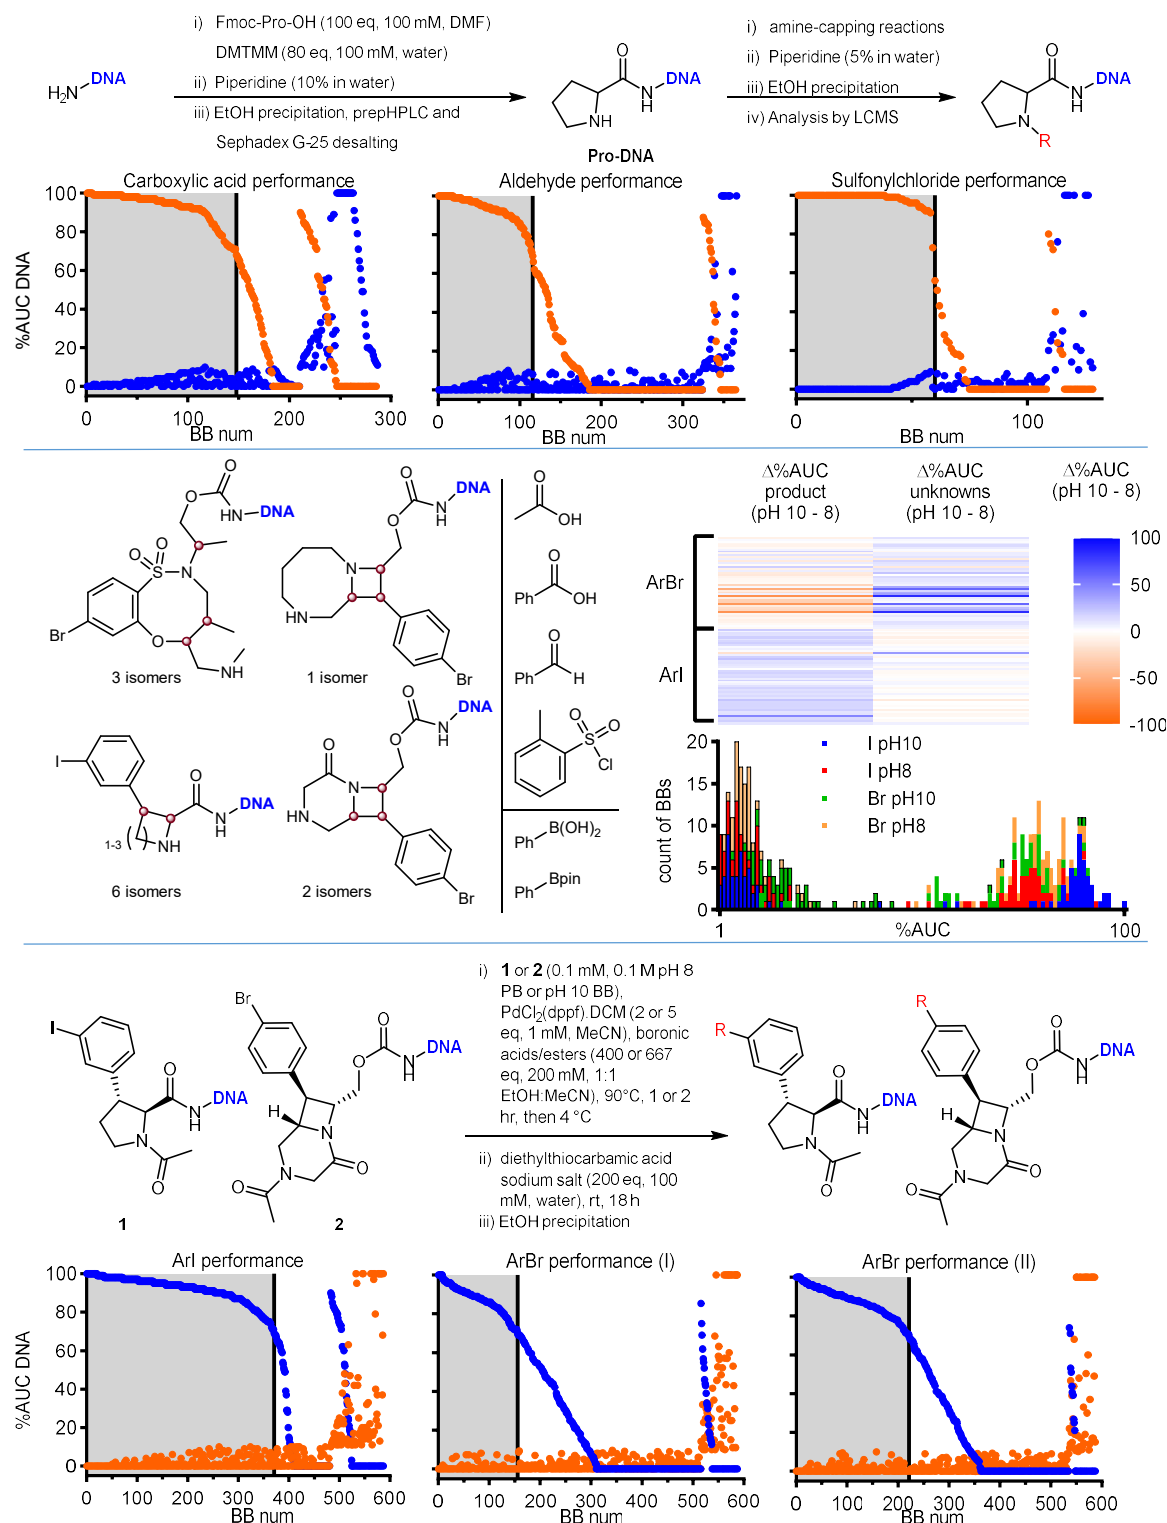 i) Fmoc-Pro-OH (100 eq, 100 mM, DMF)
DMTMM (80 eq, 100 mM, water)
ii) Piperidine (10% in water)
iii) EtOH precipitation, prepHPLC and
Sephadex G-25 desalting
H2N
DNA
O
N
H
DNA
NH
Pro-DNA
i) amine-capping reactions
ii) Piperidine (5% in water)
iii) EtOH precipitation
iv) Analysis by LCMS
O
N
H
DNA
N
R
Carboxylic acid performance
Aldehyde performance
Sulfonylchloride performance
%AUC DNA
100
80
60
40
20
0
0 100 200 300
BB num
0 100 200 300
BB num
0 100
BB num
O
O
HN
DNA
O
O
S
N
Br
O
NH
3 isomers
O
DNA
N
H
O
N
HN
Br
1 isomer
I
O
DNA
N
H
1-3
NH
6 isomers
O
DNA
N
H
O
O
N
HN
Br
2 isomers
O
OH
O
Ph
OH
O
Ph
H
O
S
O
Cl
B(OH)2
Ph
Bpin
Ph
Δ%AUC
product
(pH 10 - 8)
Δ%AUC
unknowns
(pH 10 - 8)
Δ%AUC
(pH 10 - 8)
ArBr
ArI
100
50
0
-50
-100
20
15
10
5
0
count of BBs
I pH10
I pH8
Br pH10
Br pH8
1
100
%AUC
I
O
N
H
DNA
N
O
1
Br
O
N
H
DNA
O
H
N
N
O
O
2
i) 1 or 2 (0.1 mM, 0.1 M pH 8
PB or pH 10 BB),
PdCl2(dppf).DCM (2 or 5
eq, 1 mM, MeCN), boronic
acids/esters (400 or 667
eq, 200 mM, 1:1
EtOH:MeCN), 90°C, 1 or 2
hr, then 4 °C
ii) diethylthiocarbamic acid
sodium salt (200 eq, 100
mM, water), rt, 18 h
iii) EtOH precipitation
R
O
N
H
DNA
N
O
R
O
N
H
DNA
O
H
N
N
O
O
ArI performance
ArBr performance (I)
ArBr performance (II)
%AUC DNA
100
80
60
40
20
0
0 100 200 300 400 500 600
BB num
0 100 200 300 400 500 600
BB num
0 100 200 300 400 500 600
BB num